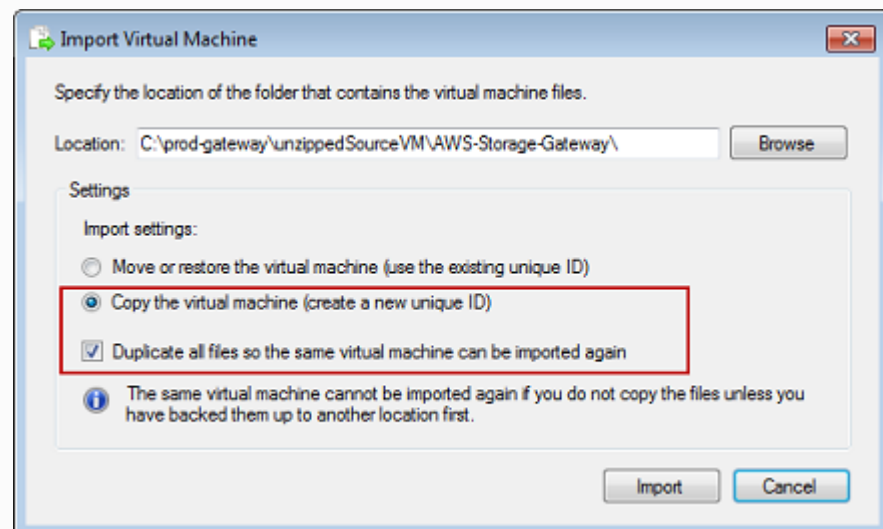 Import Virtual Machine
Specify the location of the folder that contains the virtual machine files.
Location: C:\prod-gateway\unzippedSourceVM\AWS-Storage-Gateway\ Browse
Settings
Import settings:
Move or restore the virtual machine (use the existing unique ID)
Copy the virtual machine (create a new unique ID)
Duplicate all files so the same virtual machine can be imported again
The same virtual machine cannot be imported again if you do not copy the files unless you
have backed them up to another location first.
Import Cancel